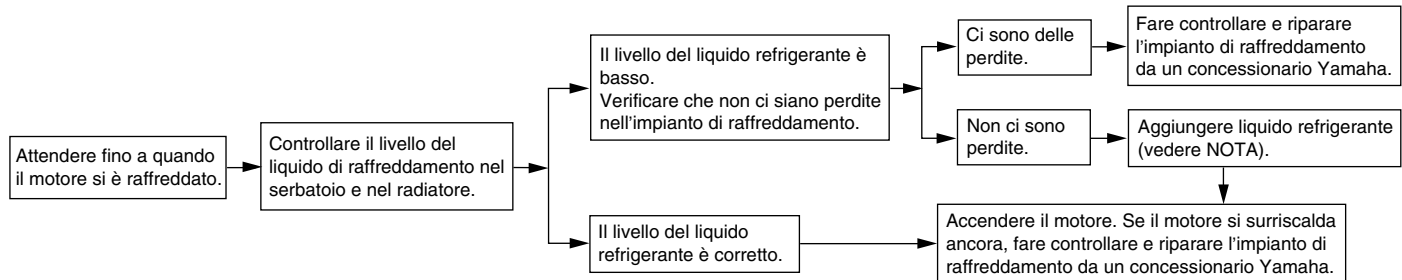 Attendere fino a quando
il motore si è raffreddato.
Controllare il livello del
liquido di raffreddamento nel
serbatoio e nel radiatore.
Il livello del liquido refrigerante è
basso.
Verificare che non ci siano perdite
nell’impianto di raffreddamento.
Ci sono delle
perdite.
Fare controllare e riparare
l’impianto di raffreddamento
da un concessionario Yamaha.
Non ci sono
perdite.
Aggiungere liquido refrigerante
(vedere NOTA).
Il livello del liquido
refrigerante è corretto.
Accendere il motore. Se il motore si surriscalda
ancora, fare controllare e riparare l’impianto di
raffreddamento da un concessionario Yamaha.